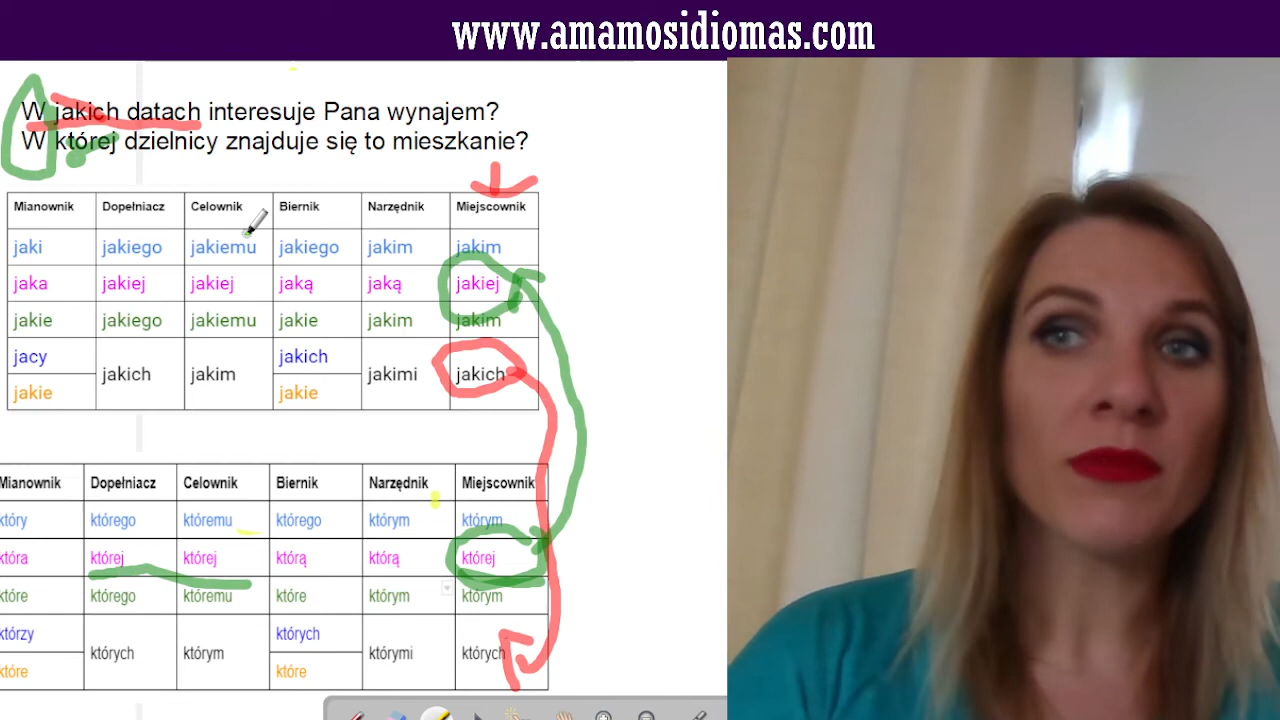 www.amamosidiomas.com
W jakich datach interesuje Pana wynajem?
W której dzielnicy znajduje się to mieszkanie?
Mianownik Dopełniacz Celownik Biernik Narzędnik Miejscownik
jaki jakiego jakiemu jakiego jakim jakim
jaka jakiej jakiej jaką jaką jakiej
jakie jakiego jakiemu jakie jakim jakim
jacy jakich jakim jakich jakimi jakich
jakie jakie
Mianownik Dopełniacz Celownik Biernik Narzędnik Miejscownik
który którego któremu którego którym którym
która której której którą którą której
które którego któremu które którym którym
którzy których którym których którymi których
które które